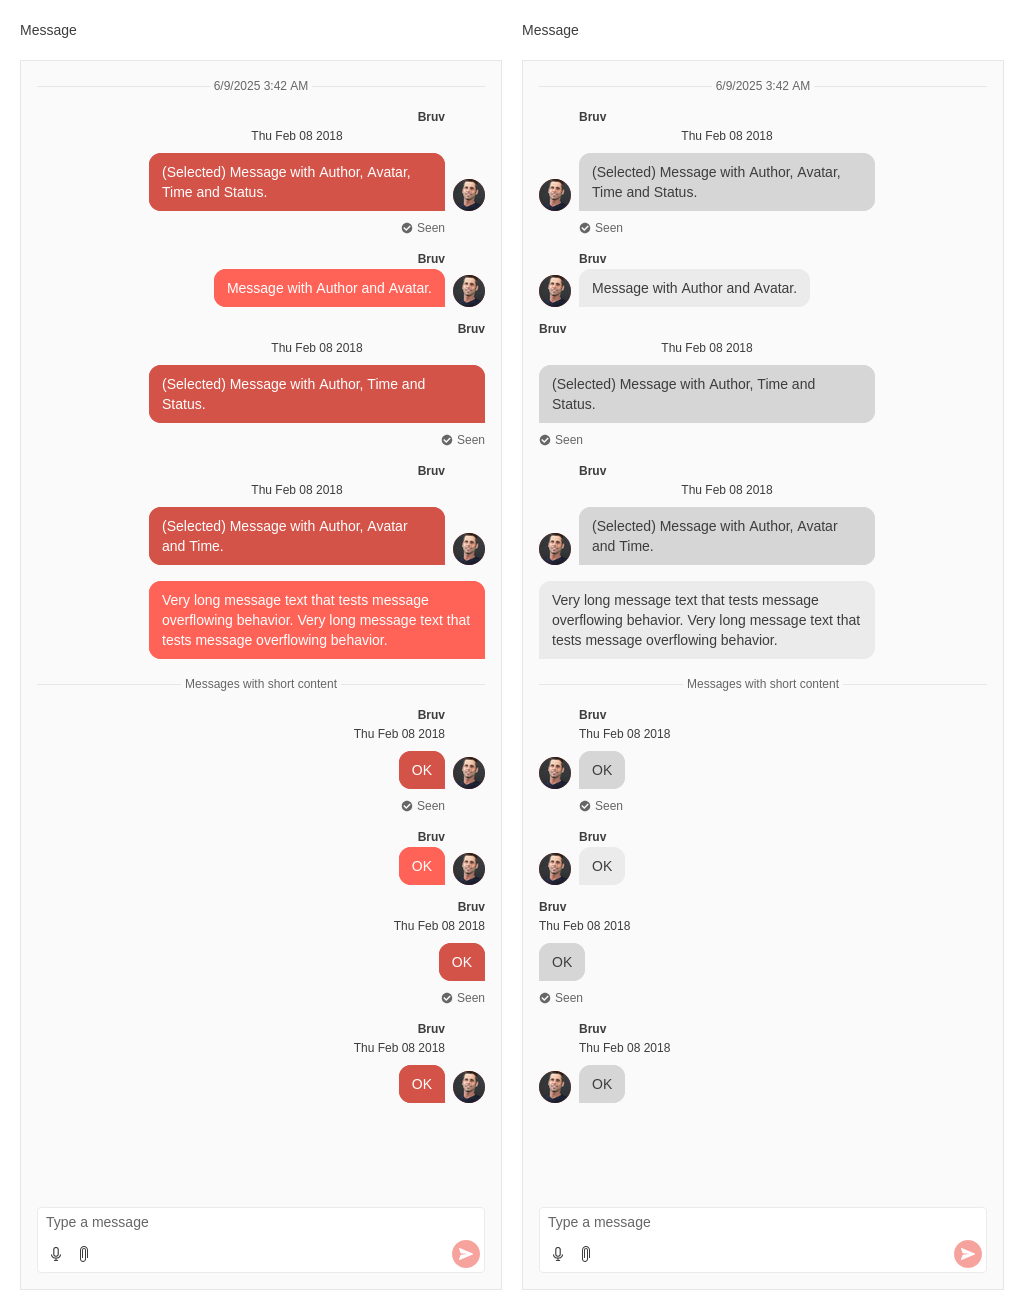 Message
6/9/2025 3:42 AM
Bruv
Thu Feb 08 2018
(Selected) Message with Author, Avatar,
Time and Status.
Seen
Bruv
Message with Author and Avatar.
Bruv
Thu Feb 08 2018
(Selected) Message with Author, Time and
Status.
Seen
Bruv
Thu Feb 08 2018
(Selected) Message with Author, Avatar
and Time.
Very long message text that tests message
overflowing behavior. Very long message text that
tests message overflowing behavior.
Messages with short content
Bruv
Thu Feb 08 2018
OK
Seen
Bruv
OK
Bruv
Thu Feb 08 2018
OK
Seen
Bruv
Thu Feb 08 2018
OK
Type a message
Message
6/9/2025 3:42 AM
Bruv
Thu Feb 08 2018
(Selected) Message with Author, Avatar,
Time and Status.
Seen
Bruv
Message with Author and Avatar.
Bruv
Thu Feb 08 2018
(Selected) Message with Author, Time and
Status.
Seen
Bruv
Thu Feb 08 2018
(Selected) Message with Author, Avatar
and Time.
Very long message text that tests message
overflowing behavior. Very long message text that
tests message overflowing behavior.
Messages with short content
Bruv
Thu Feb 08 2018
OK
Seen
Bruv
OK
Bruv
Thu Feb 08 2018
OK
Seen
Bruv
Thu Feb 08 2018
OK
Type a message